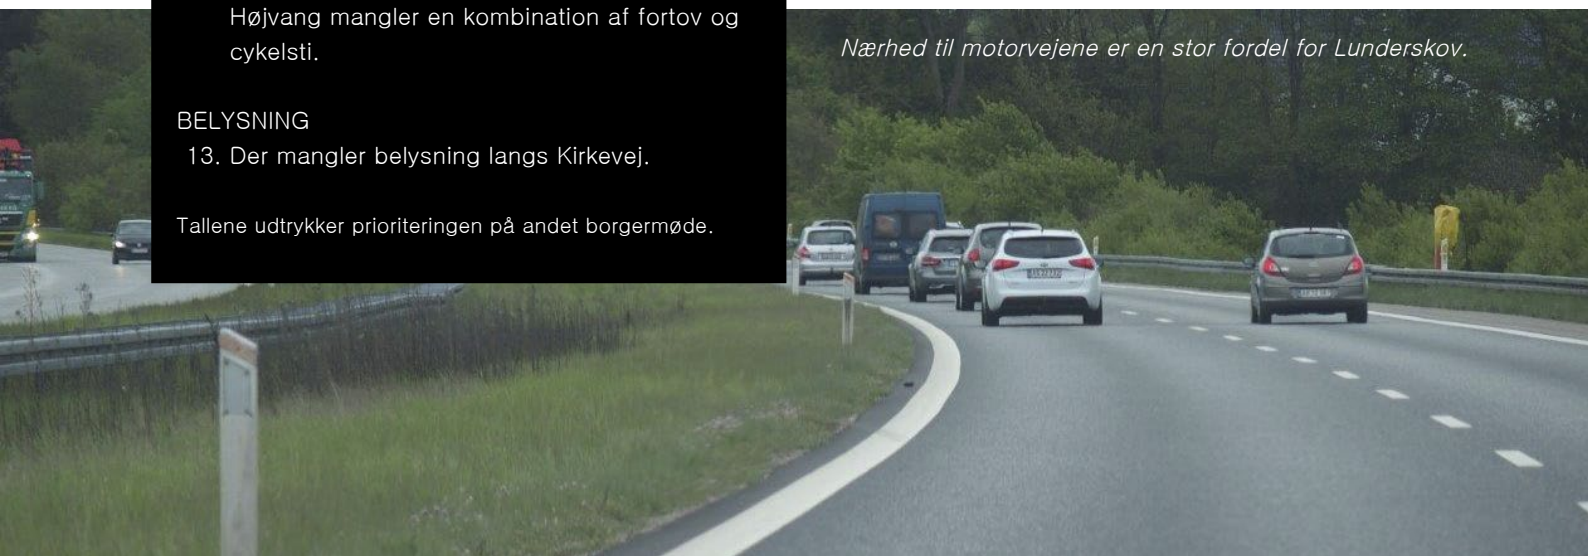 Højvang mangler en kombination af fortov og
cykelsti.
BELYSNING
13. Der mangler belysning langs Kirkevej.
Tallene udtrykker prioriteringen på andet borgermøde.
Nærhed til motorvejene er en stor fordel for Lunderskov.